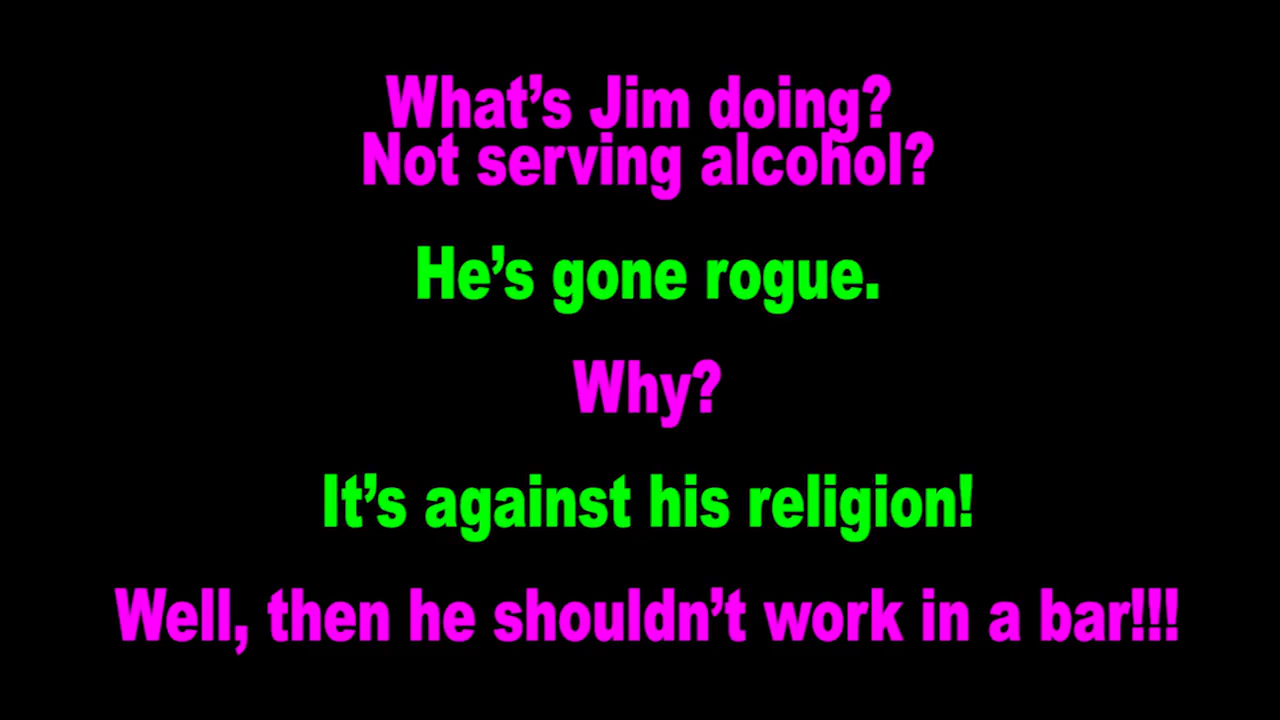 What’s Jim doing?
Not serving alcohol?
He’s gone rogue.
Why?
It’s against his religion!
Well, then he shouldn’t work in a bar!!!